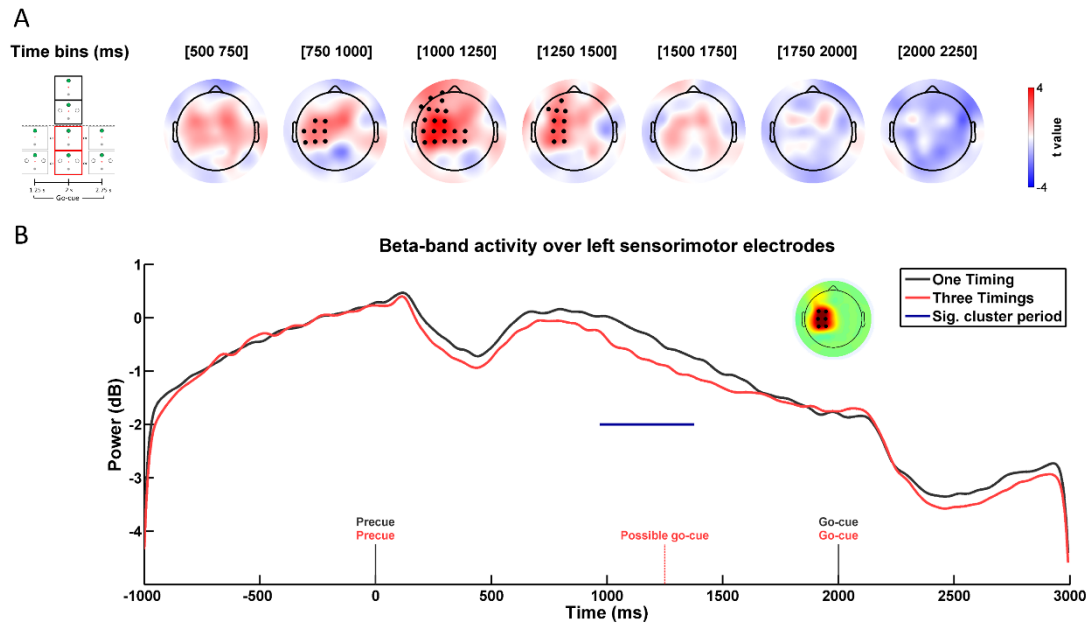 A
Time bins (ms)
[500 750]
[750 1000]
[1000 1250]
[1250 1500]
[1500 1750]
[1750 2000]
[2000 2250]
4
-4
t value
2 s
2.75 s
Go-cue
B
Beta-band activity over left sensorimotor electrodes
One Timing
Three Timings
Sig. cluster period
1
0
-1
-2
-3
-4
Power (dB)
Precue
Precue
Possible go-cue
Go-cue
Go-cue
-1000
-500
0
500
1000
1500
2000
2500
3000
Time (ms)